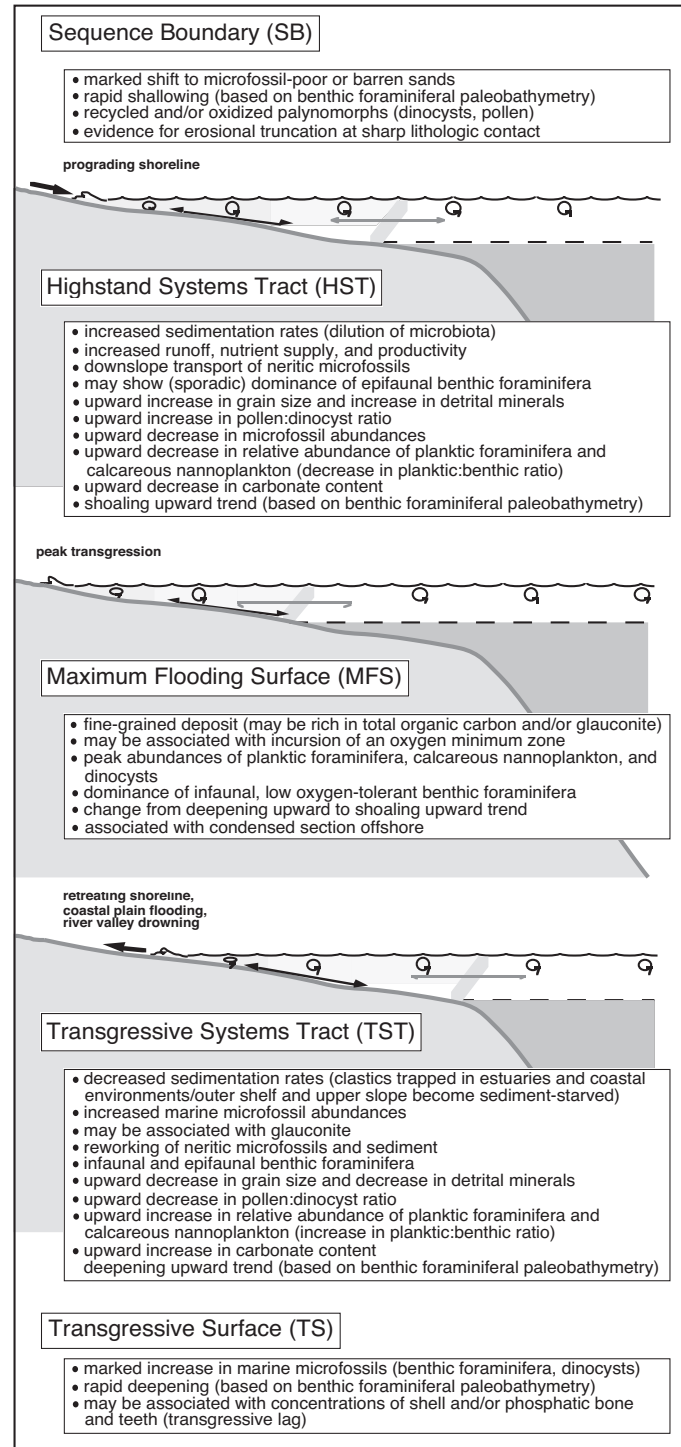 Sequence Boundary (SB)
• marked shift to microfossil-poor or barren sands
• rapid shallowing (based on benthic foraminiferal paleobathymetry)
• recycled and/or oxidized palynomorphs (dinocysts, pollen)
• evidence for erosional truncation at sharp lithologic contact
prograding shoreline
Highstand Systems Tract (HST)
• increased sedimentation rates (dilution of microbiota)
• increased runoff, nutrient supply, and productivity
• downslope transport of neritic microfossils
• may show (sporadic) dominance of epifaunal benthic foraminifera
• upward increase in grain size and increase in detrital minerals
• upward increase in pollen:dinocyst ratio
• upward decrease in microfossil abundances
• upward decrease in relative abundance of planktic foraminifera and
calcareous nannoplankton (decrease in planktic:benthic ratio)
• upward decrease in carbonate content
• shoaling upward trend (based on benthic foraminiferal paleobathymetry)
peak transgression
Maximum Flooding Surface (MFS)
• fine-grained deposit (may be rich in total organic carbon and/or glauconite)
• may be associated with incursion of an oxygen minimum zone
• peak abundances of planktic foraminifera, calcareous nannoplankton, and
dinocysts
• dominance of infaunal, low oxygen-tolerant benthic foraminifera
• change from deepening upward to shoaling upward trend
• associated with condensed section offshore
retreating shoreline,
coastal plain flooding,
river valley drowning
Transgressive Systems Tract (TST)
• decreased sedimentation rates (clastics trapped in estuaries and coastal
environments/outer shelf and upper slope become sediment-starved)
• increased marine microfossil abundances
• may be associated with glauconite
• reworking of neritic microfossils and sediment
• infaunal and epifaunal benthic foraminifera
• upward decrease in grain size and decrease in detrital minerals
• upward decrease in pollen:dinocyst ratio
• upward increase in relative abundance of planktic foraminifera and
calcareous nannoplankton (increase in planktic:benthic ratio)
• upward increase in carbonate content
deepening upward trend (based on benthic foraminiferal paleobathymetry)
Transgressive Surface (TS)
• marked increase in marine microfossils (benthic foraminifera, dinocysts)
• rapid deepening (based on benthic foraminiferal paleobathymetry)
• may be associated with concentrations of shell and/or phosphatic bone
and teeth (transgressive lag)